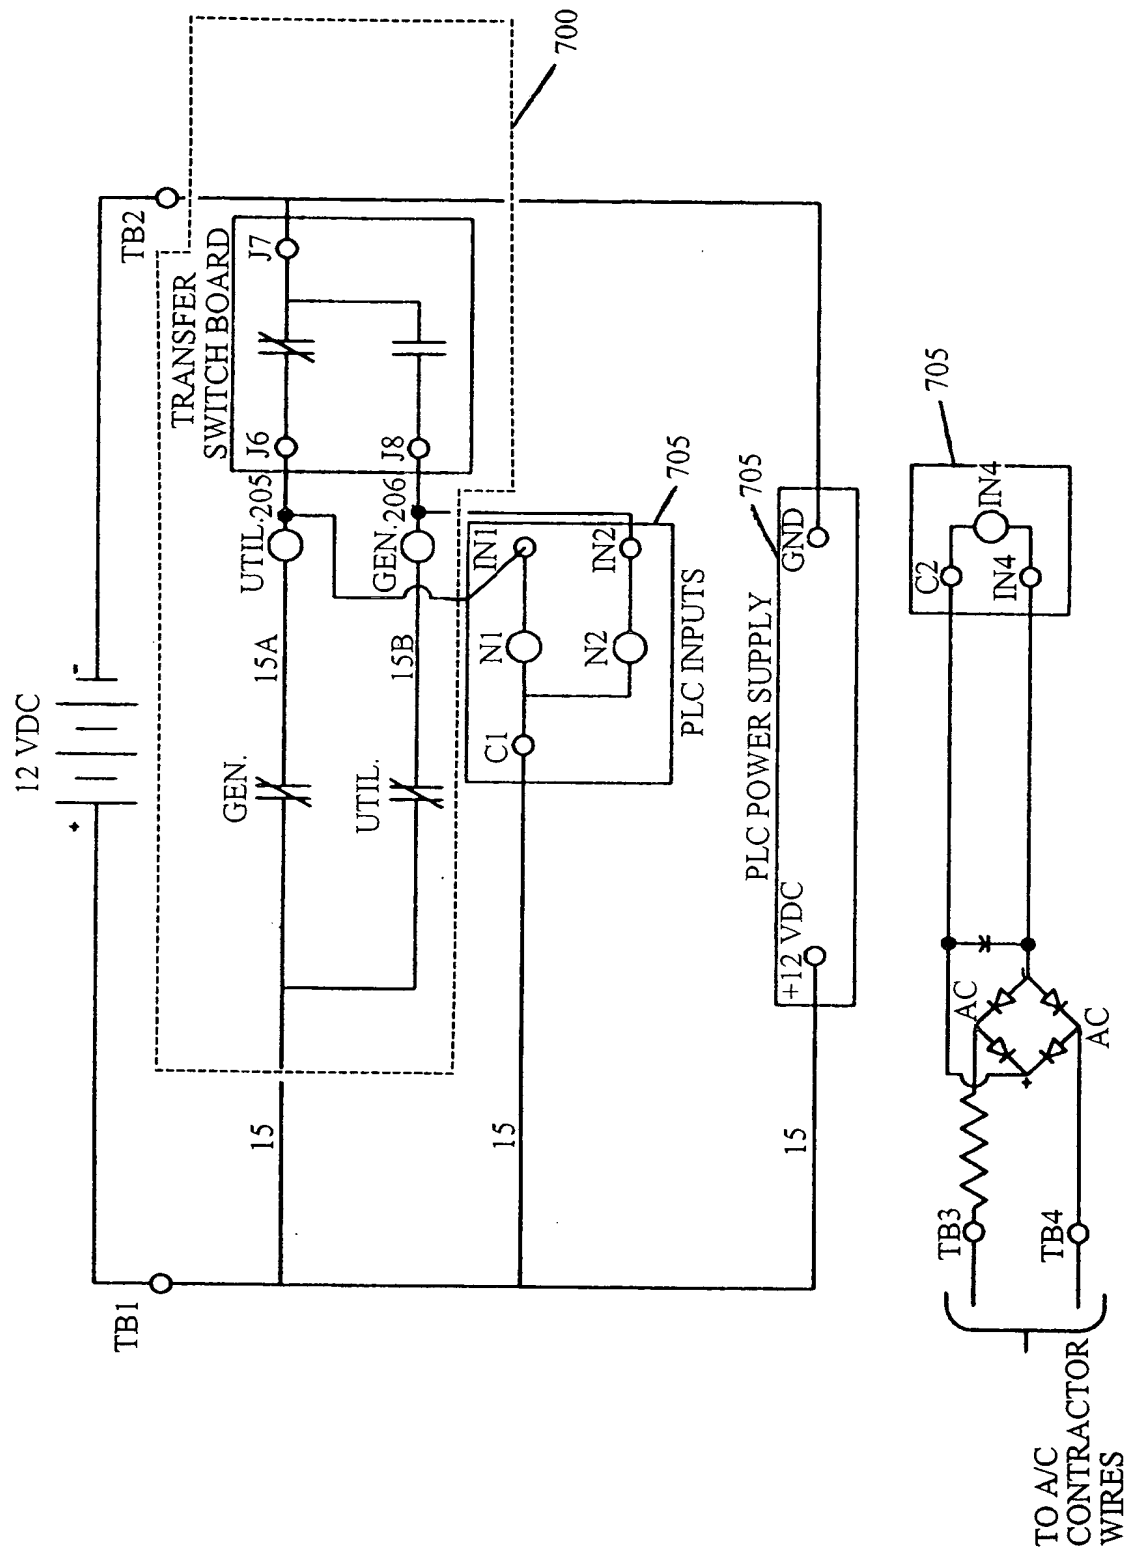 12 VDC
+
-
TB1
TB2
700
TRANSFER
SWITCH BOARD
J6
J7
J8
15
GEN.
15A
UTIL.
205
UTIL.
15B
GEN.
206
15
C1
N1
IN1
N2
IN2
PLC INPUTS
705
15
PLC POWER SUPPLY
705
+12 VDC
GND
TO A/C
CONTRACTOR
WIRES
TB3
TB4
AC
AC
+
-
C2
IN4
IN4
705